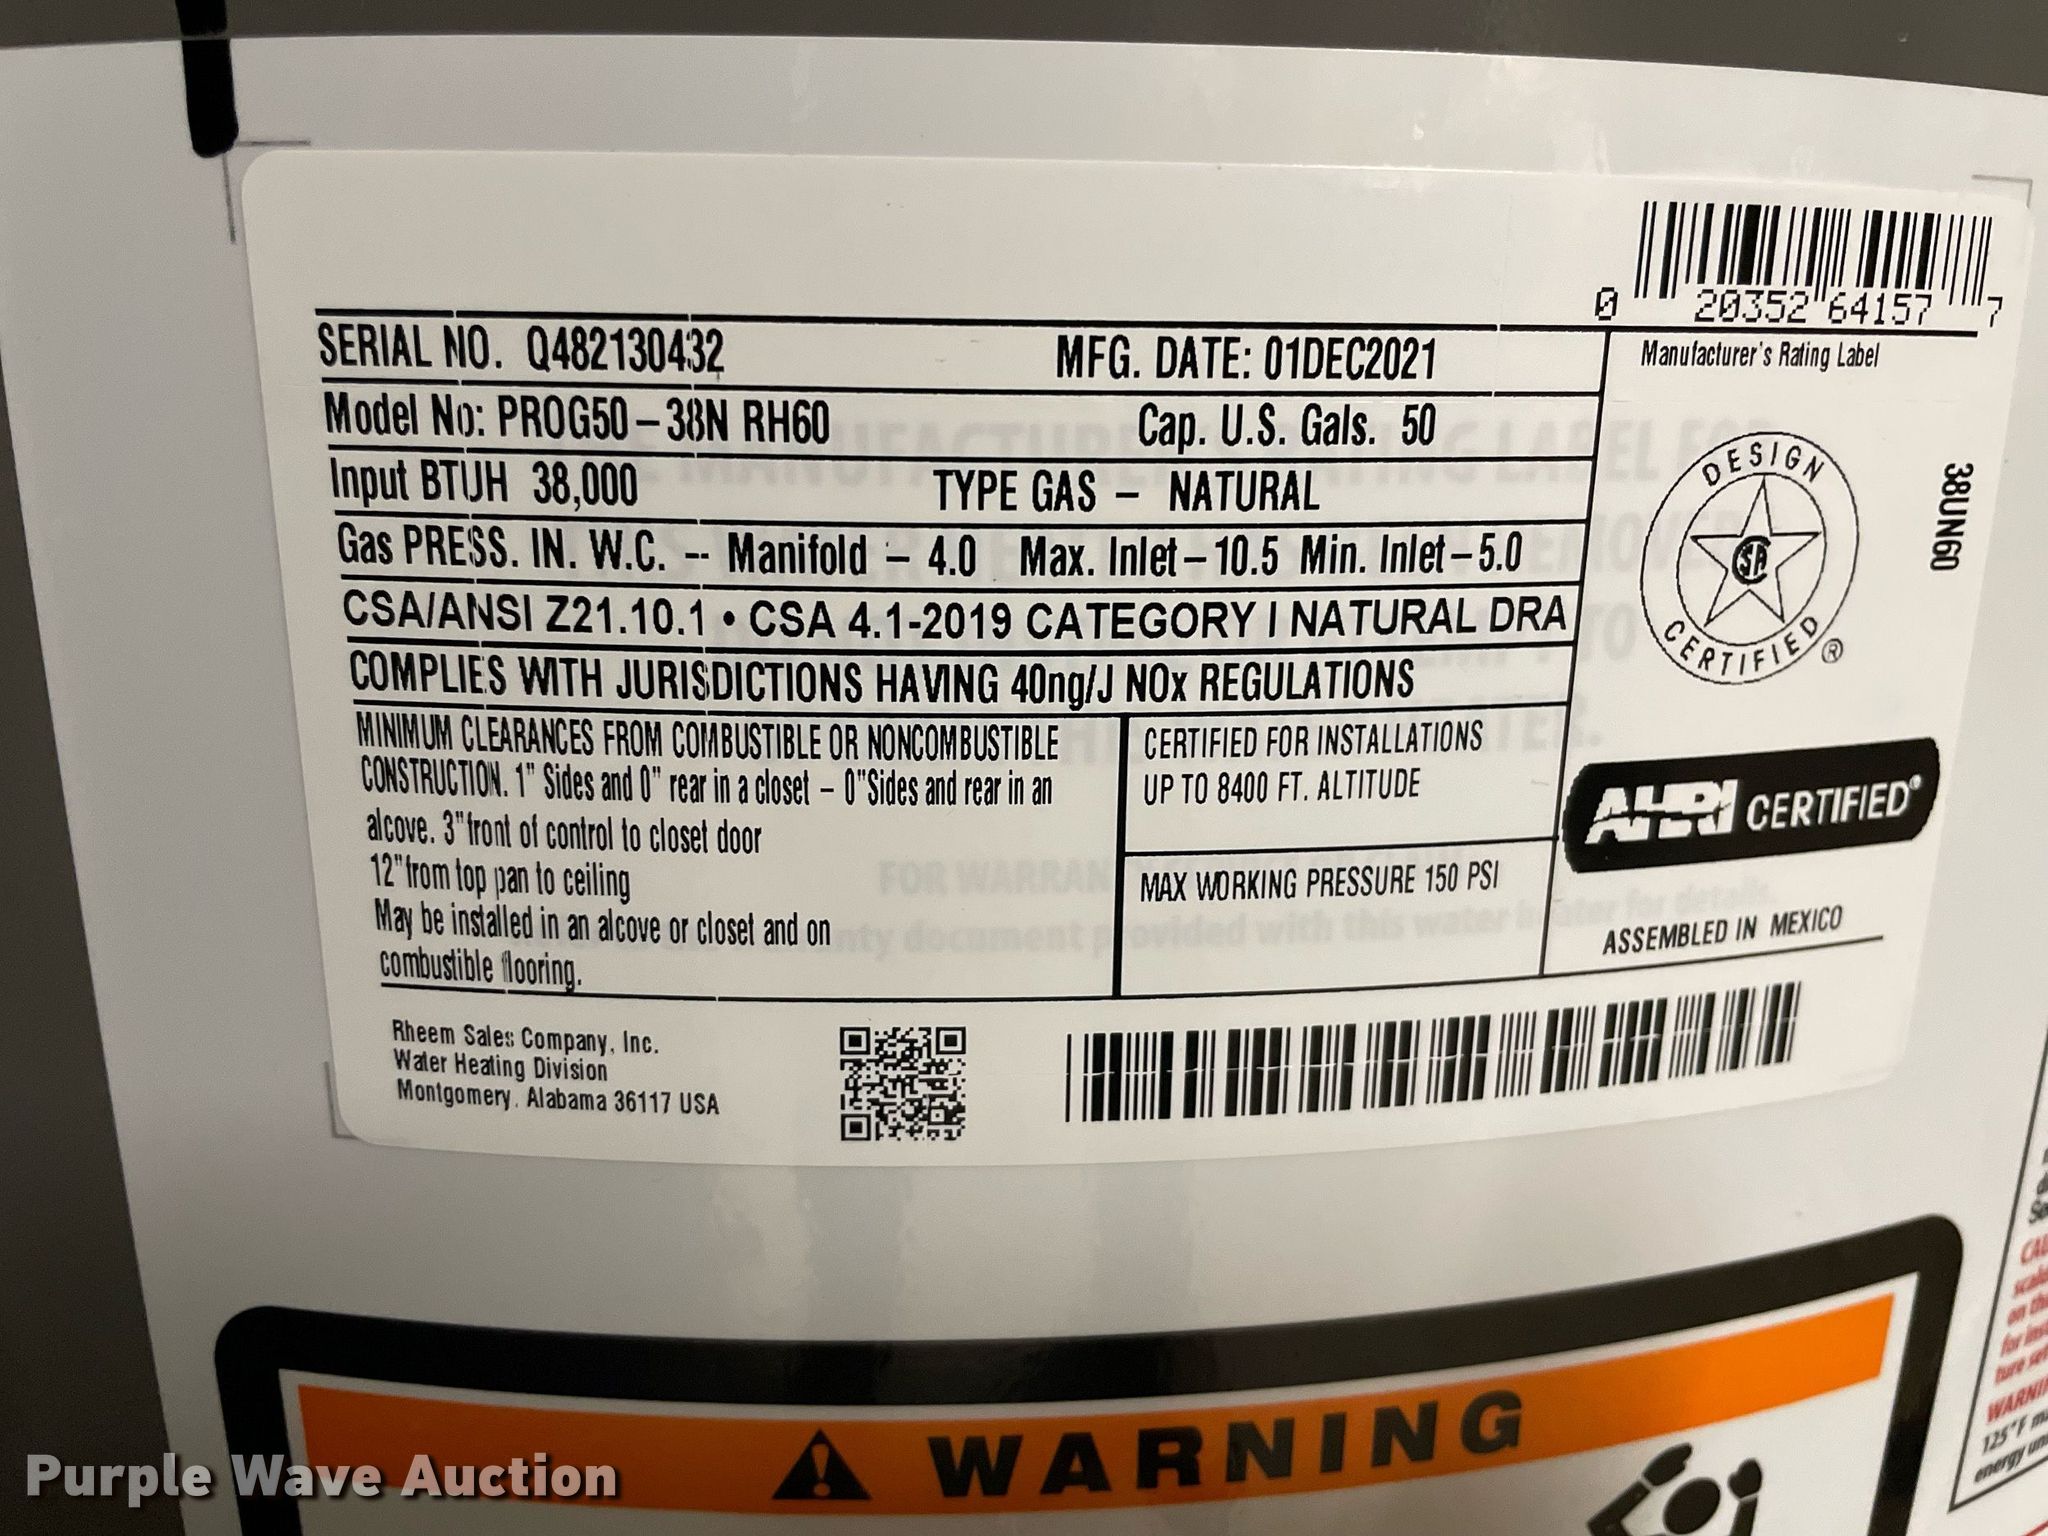 0 20352 64157 7
SERIAL NO. Q482130432 MFG. DATE: 01DEC2021
Manufacturer's Rating Label
Model No: PROG50-38N RH60 Cap. U.S. Gals. 50
Input BTUH 38,000 TYPE GAS - NATURAL
Gas PRESS. IN. W.C. -- Manifold - 4.0 Max. Inlet-10.5 Min. Inlet-5.0
CSA/ANSI Z21.10.1 • CSA 4.1-2019 CATEGORY I NATURAL DRA
COMPLIES WITH JURISDICTIONS HAVING 40ng/J NOx REGULATIONS
MINIMUM CLEARANCES FROM COMBUSTIBLE OR NONCOMBUSTIBLE
CONSTRUCTION. 1" Sides and 0" rear in a closet - 0"Sides and rear in an
alcove. 3"front of control to closet door
12"from top pan to ceiling
May be installed in an alcove or closet and on
combustible flooring.
CERTIFIED FOR INSTALLATIONS
UP TO 8400 FT. ALTITUDE
MAX WORKING PRESSURE 150 PSI
DESIGN
SA
CERTIFIED®
38UN60
AHRI CERTIFIED®
ASSEMBLED IN MEXICO
Rheem Sales Company, Inc.
Water Heating Division
Montgomery, Alabama 36117 USA
WARNING
WARNI
125°F
Purple Wave Auction